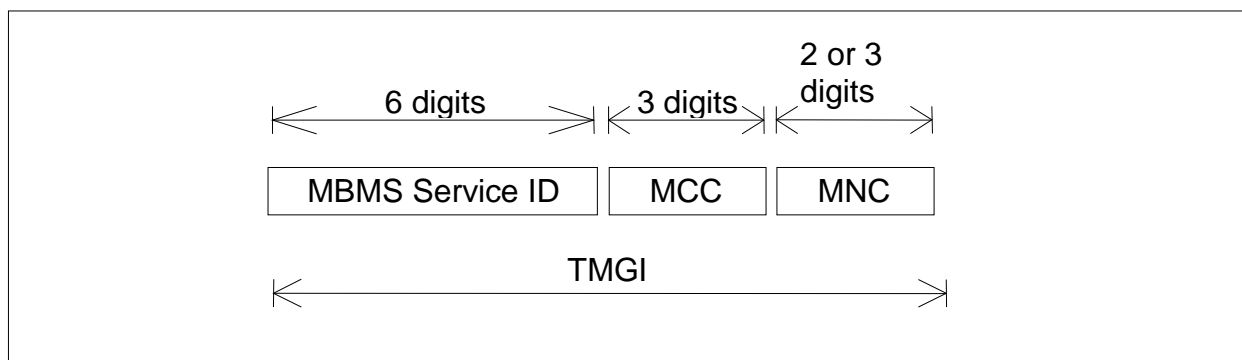 2 or 3
digits
6 digits
3 digits
MBMS Service ID
MCC
MNC
TMGI